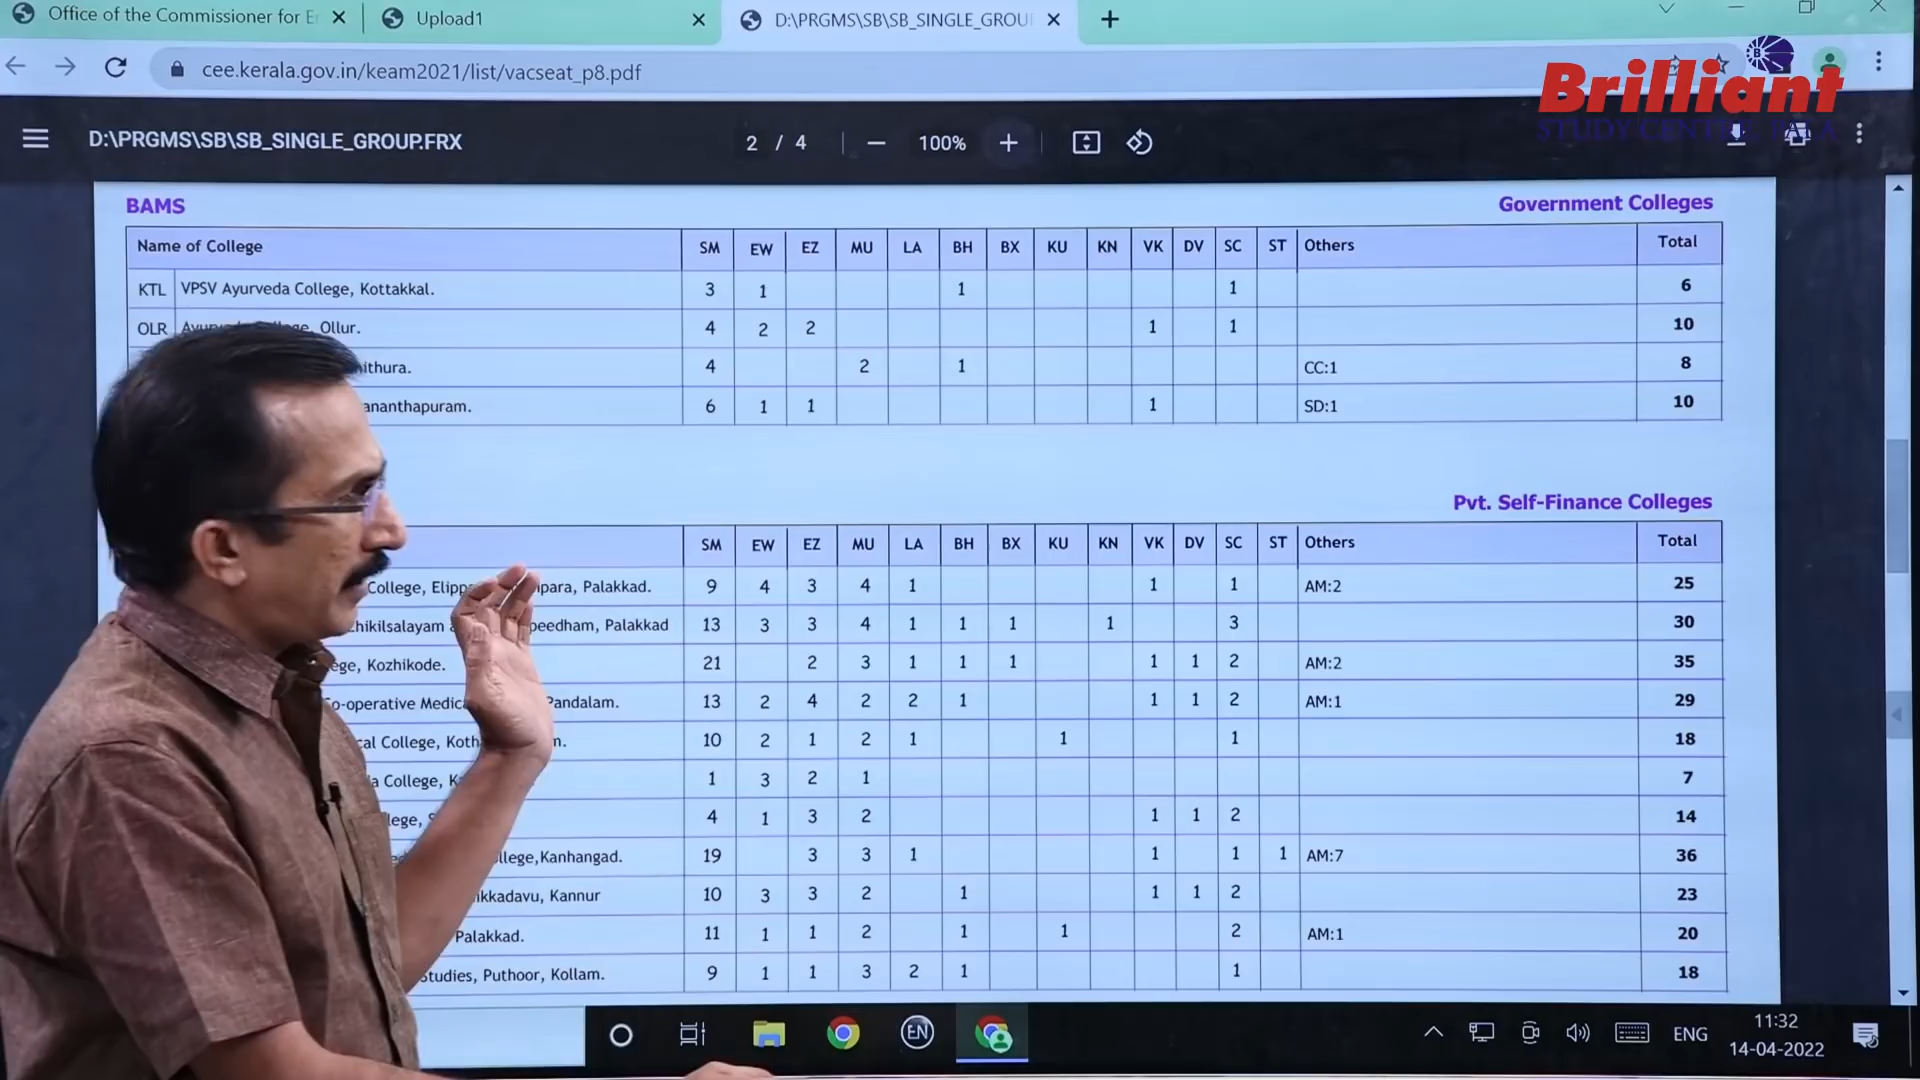 Office of the Commissioner for E
Upload1
D:\PRGMS\SB\SB_SINGLE_GROU
cee.kerala.gov.in/keam2021/list/vacseat_p8.pdf
Brilliant
STUDY CENTRE PALA
D:\PRGMS\SB\SB_SINGLE_GROUP.FRX
2 / 4
100%
BAMS Government Colleges
Name of College SM EW EZ MU LA BH BX KU KN VK DV SC ST Others Total
KTL VPSV Ayurveda College, Kottakkal. 3 1 1 1 6
OLR Ayurveda College, Ollur. 4 2 2 1 1 10
ithura. 4 2 1 CC:1 8
ananthapuram. 6 1 1 1 SD:1 10
Pvt. Self-Finance Colleges
SM EW EZ MU LA BH BX KU KN VK DV SC ST Others Total
College, Elipp para, Palakkad. 9 4 3 4 1 1 1 AM:2 25
hikilsalayam peedham, Palakkad 13 3 3 4 1 1 1 1 3 30
ege, Kozhikode. 21 2 3 1 1 1 1 1 2 AM:2 35
o-operative Medica Pandalam. 13 2 4 2 2 1 1 1 2 AM:1 29
cal College, Koth m. 10 2 1 2 1 1 1 18
a College, K 1 3 2 1 7
lege, 4 1 3 2 1 1 2 14
llege,Kanhangad. 19 3 3 1 1 1 1 AM:7 36
ikkadavu, Kannur 10 3 3 2 1 1 1 2 23
Palakkad. 11 1 1 2 1 1 2 AM:1 20
Studies, Puthoor, Kollam. 9 1 1 3 2 1 1 18
EN
ENG
11:32
14-04-2022